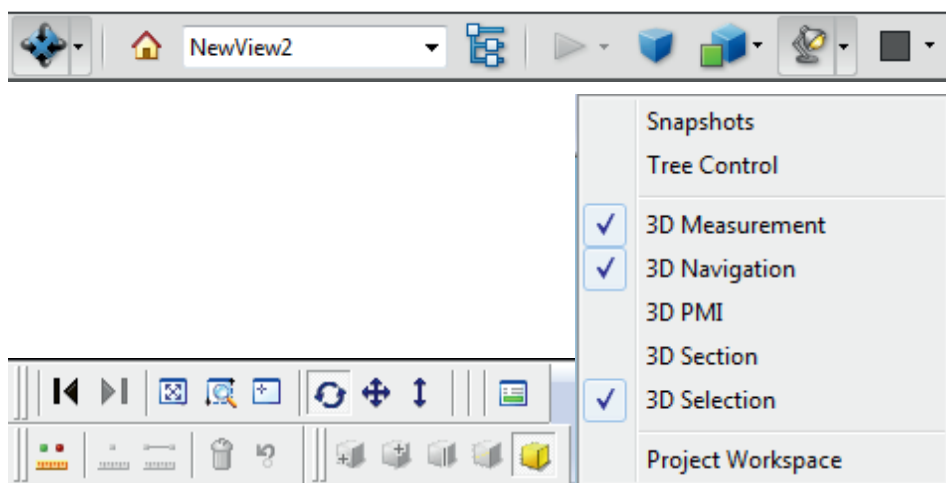 NewView2
Snapshots
Tree Control
3D Measurement
3D Navigation
3D PMI
3D Section
3D Selection
Project Workspace